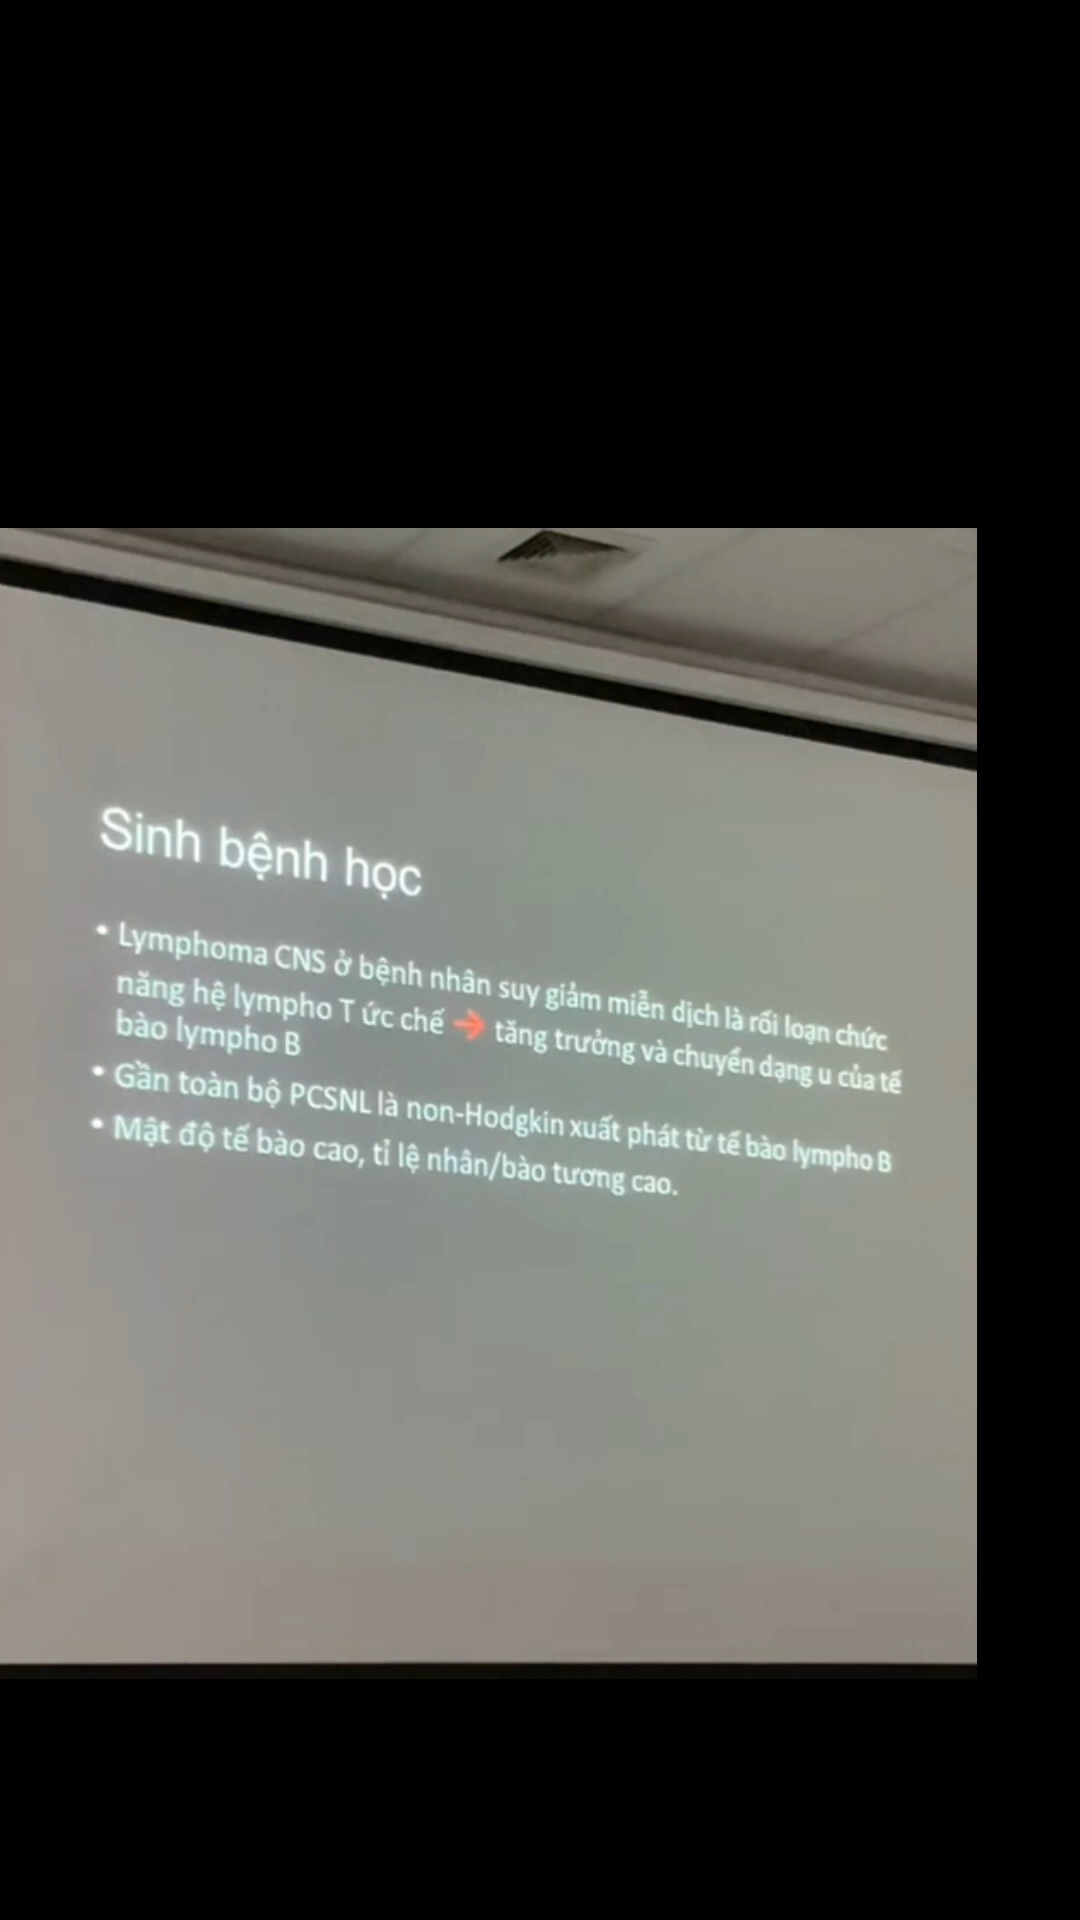 Sinh bệnh học
• Lymphoma CNS ở bệnh nhân suy giảm miễn dịch là rối loạn chức
năng hệ lympho T ức chế → tăng trưởng và chuyển dạng u của tế
bào lympho B
• Gần toàn bộ PCSNL là non-Hodgkin xuất phát từ tế bào lympho B
• Mật độ tế bào cao, tỉ lệ nhân/bào tương cao.